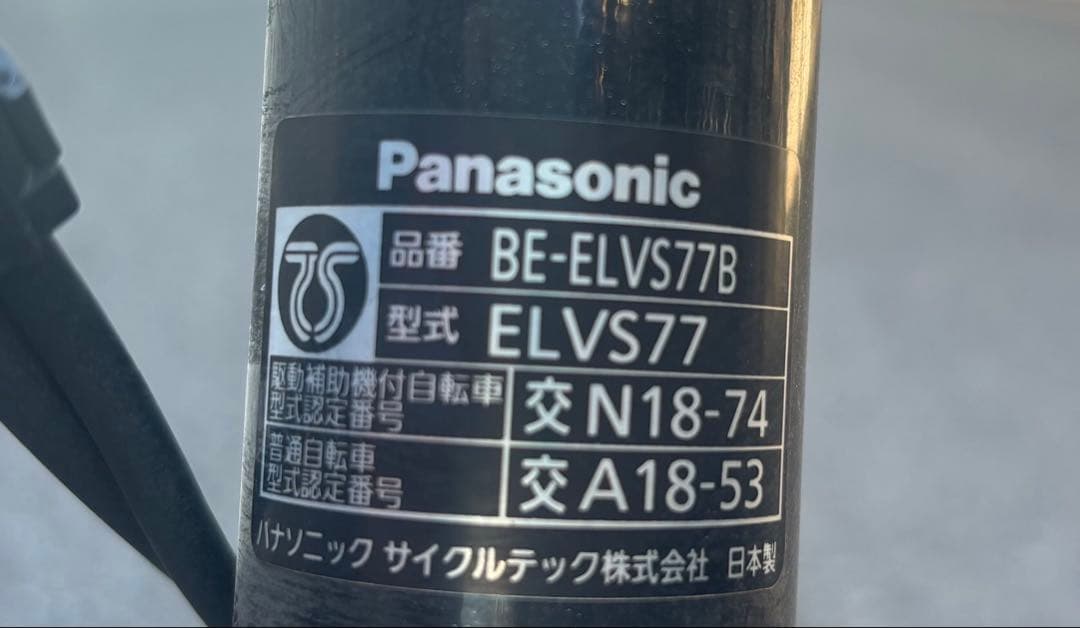 Panasonic
TS
品番 BE-ELVS77B
型式 ELVS77
駆動補助機付自転車
型式認定番号
交N18-74
普通自転車
型式認定番号
交A18-53
パナソニック サイクルテック株式会社 日本製